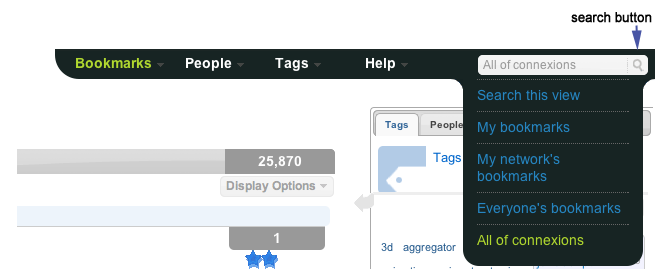 search button
Bookmarks People Tags Help All of connexions
Search this view
My bookmarks
My network's
bookmarks
Everyone's bookmarks
All of connexions
Tags People
25,870
Tags
Display Options
1
3d aggregator